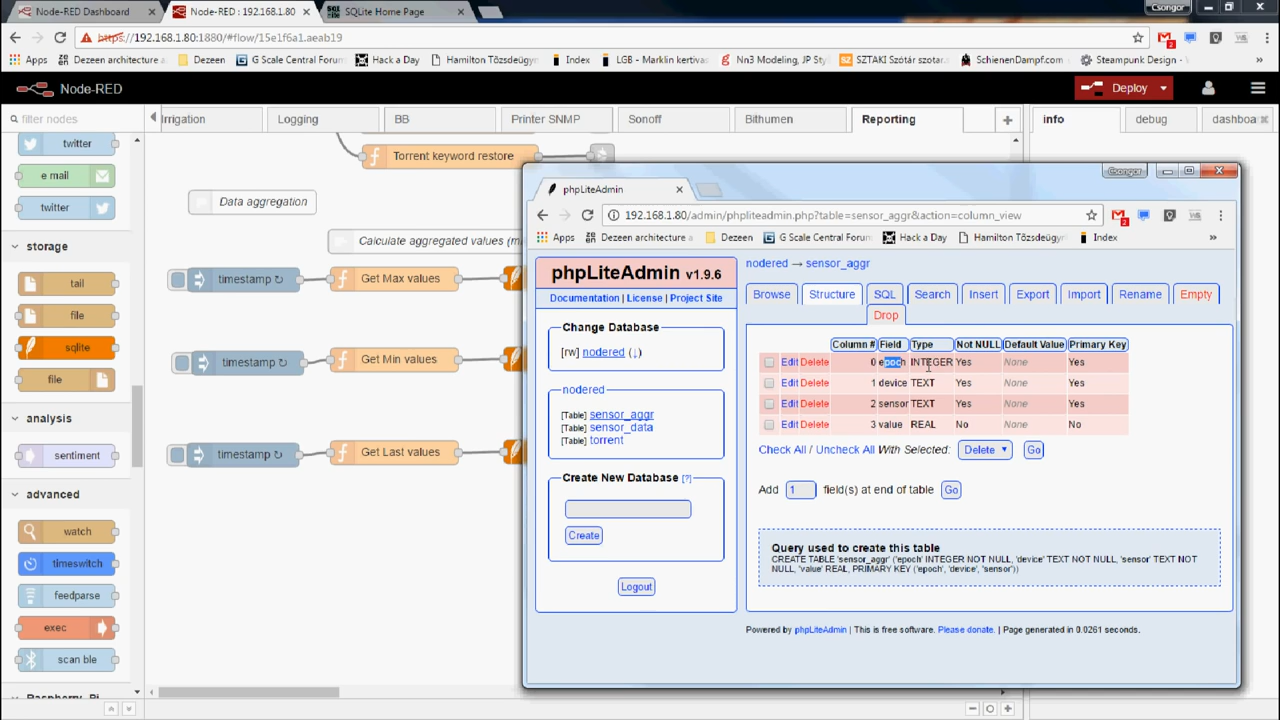 Node-RED Dashboard
Node-RED : 192.168.1.80
SQLite Home Page
Csongor
https://192.168.1.80:1880/#flow/15e1f6a1.aeab19
Apps
Dezeen architecture a
Dezeen
G Scale Central Forum
Hack a Day
Hamilton Tőzsdeügyn
Index
LGB - Marklin kertivas
Nn3 Modeling, JP Styl
SZTAKI Szótár szotar.s
SchienenDampf.com -
Steampunk Design -
Node-RED
Deploy
filter nodes
Irrigation
Logging
BB
Printer SNMP
Sonoff
Bithumen
Reporting
info
debug
dashboa
twitter
e mail
twitter
storage
tail
file
sqlite
file
analysis
sentiment
advanced
watch
timeswitch
feedparse
exec
scan ble
Raspberry Pi
Torrent keyword restore
Data aggregation
Calculate aggregated values (m
timestamp ↻
Get Max values
timestamp ↻
Get Min values
timestamp ↻
Get Last values
Csongor
phpLiteAdmin
192.168.1.80/admin/phpliteadmin.php?table=sensor_aggr&action=column_view
Apps
Dezeen architecture a
Dezeen
G Scale Central Forum
Hack a Day
Hamilton Tőzsdeügyn
Index
»
phpLiteAdmin v1.9.6
Documentation | License | Project Site
Change Database
[rw] nodered (↓)
nodered
[Table] sensor_aggr
[Table] sensor_data
[Table] torrent
Create New Database [?]
Create
Logout
nodered → sensor_aggr
Browse
Structure
SQL
Search
Insert
Export
Import
Rename
Empty
Drop
Column # Field Type Not NULL Default Value Primary Key
Edit Delete 0 epoch INTEGER Yes None Yes
Edit Delete 1 device TEXT Yes None Yes
Edit Delete 2 sensor TEXT Yes None Yes
Edit Delete 3 value REAL No None No
Check All / Uncheck All With Selected: Delete Go
Add 1 field(s) at end of table Go
Query used to create this table
CREATE TABLE 'sensor_aggr' ('epoch' INTEGER NOT NULL, 'device' TEXT NOT NULL, 'sensor' TEXT NOT
NULL, 'value' REAL, PRIMARY KEY ('epoch', 'device', 'sensor'))
Powered by phpLiteAdmin | This is free software. Please donate. | Page generated in 0.0261 seconds.